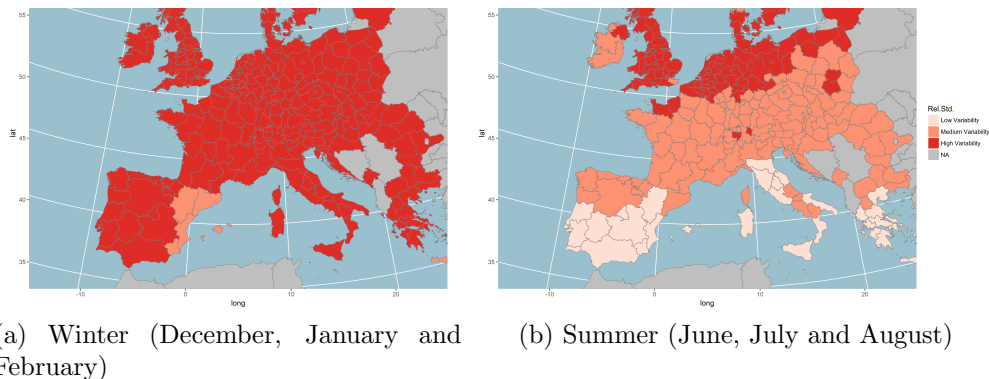 55
50
45
40
35
lat
-10
0
10
20
long
55
50
45
40
35
lat
-10
0
10
20
long
Rel.Std.
Low Variability
Medium Variability
High Variability
NA
(a) Winter (December, January and
February)
(b) Summer (June, July and August)